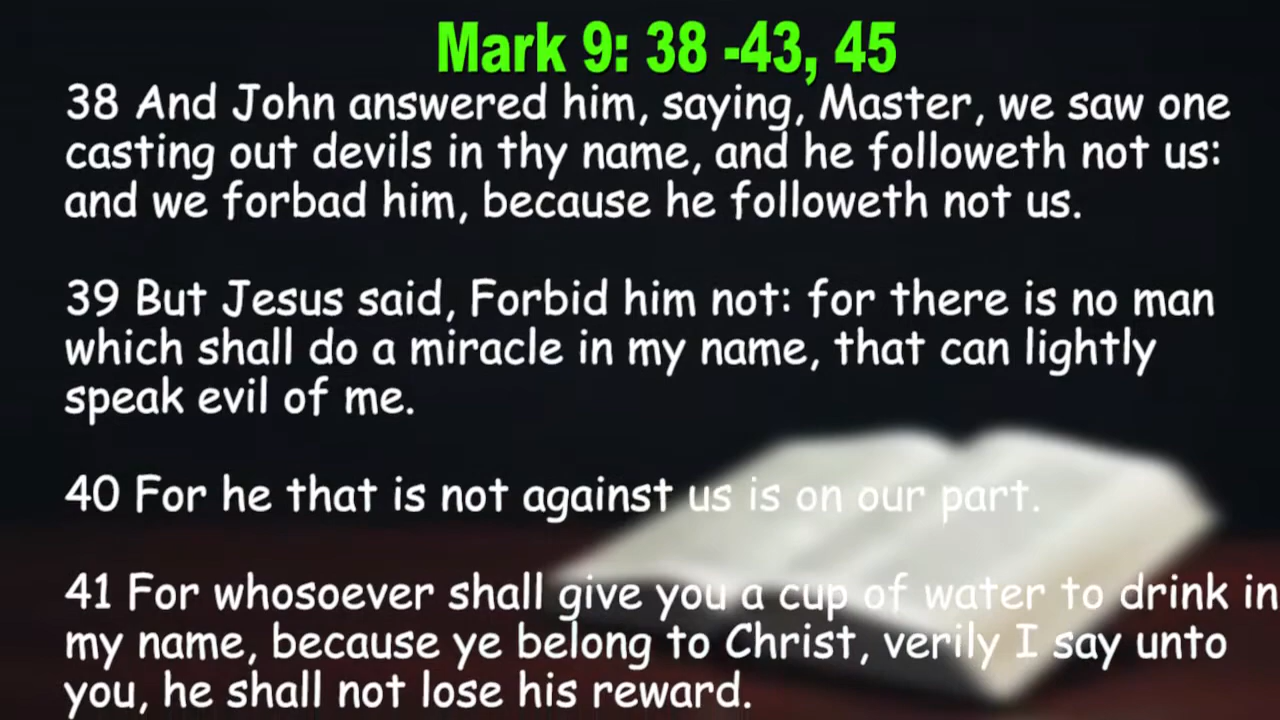 Mark 9: 38 -43, 45
38 And John answered him, saying, Master, we saw one
casting out devils in thy name, and he followeth not us:
and we forbad him, because he followeth not us.
39 But Jesus said, Forbid him not: for there is no man
which shall do a miracle in my name, that can lightly
speak evil of me.
40 For he that is not against us is on our part.
41 For whosoever shall give you a cup of water to drink in
my name, because ye belong to Christ, verily I say unto
you, he shall not lose his reward.